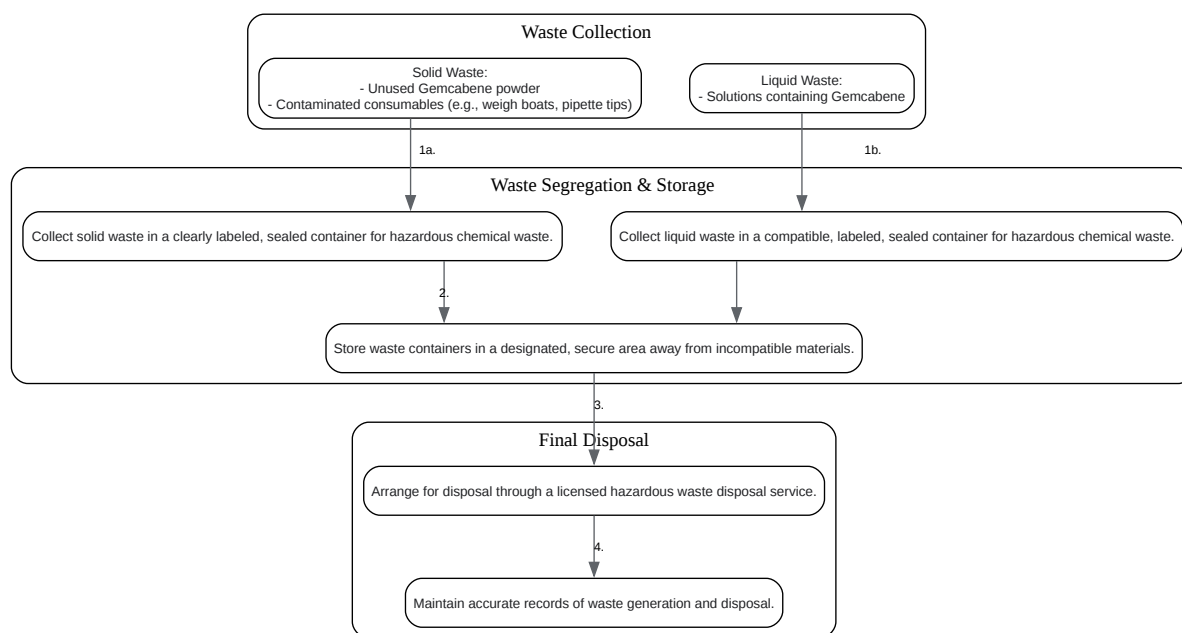 Waste Collection
Solid Waste:
- Unused Gemcabene powder
- Contaminated consumables (e.g., weigh boats, pipette tips)
Liquid Waste:
- Solutions containing Gemcabene
1a.
1b.
Waste Segregation & Storage
Collect solid waste in a clearly labeled, sealed container for hazardous chemical waste.
Collect liquid waste in a compatible, labeled, sealed container for hazardous chemical waste.
2.
Store waste containers in a designated, secure area away from incompatible materials.
3.
Final Disposal
Arrange for disposal through a licensed hazardous waste disposal service.
4.
Maintain accurate records of waste generation and disposal.